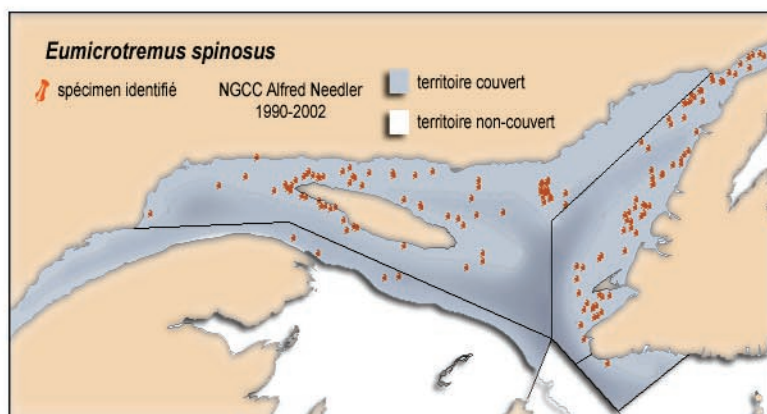 Eumicrotremus spinosus
spécimen identifié
NGCC Alfred Needler
1990-2002
territoire couvert
territoire non-couvert